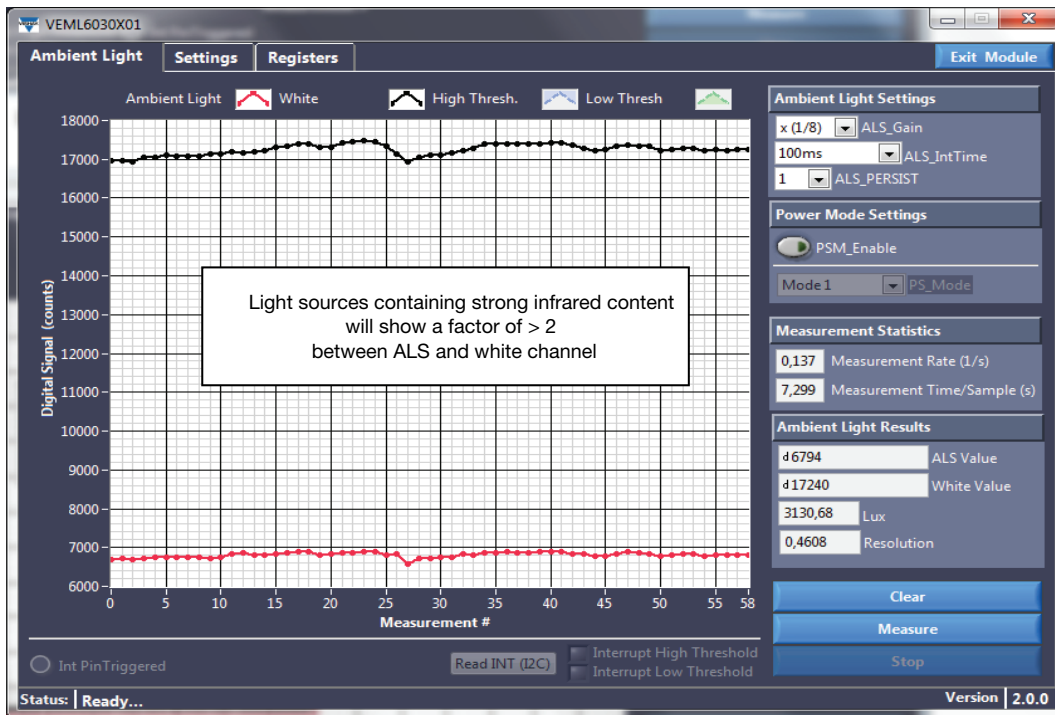 VEML6030X01
Ambient Light Settings Registers Exit Module
Ambient Light White High Thresh. Low Thresh
18000
17000
16000
15000
14000
13000
12000
11000
10000
9000
8000
7000
6000
Digital Signal (counts)
Light sources containing strong infrared content
will show a factor of > 2
between ALS and white channel
0 5 10 15 20 25 30 35 40 45 50 55 58
Measurement #
Int PinTriggered
Read INT (I2C)
Interrupt High Threshold
Interrupt Low Threshold
Ambient Light Settings
x (1/8) ALS_Gain
100ms ALS_IntTime
1 ALS_PERSIST
Power Mode Settings
PSM_Enable
Mode 1 PS_Mode
Measurement Statistics
0,137 Measurement Rate (1/s)
7,299 Measurement Time/Sample (s)
Ambient Light Results
d6794 ALS Value
d17240 White Value
3130,68 Lux
0,4608 Resolution
Clear
Measure
Stop
Status: Ready...
Version 2.0.0